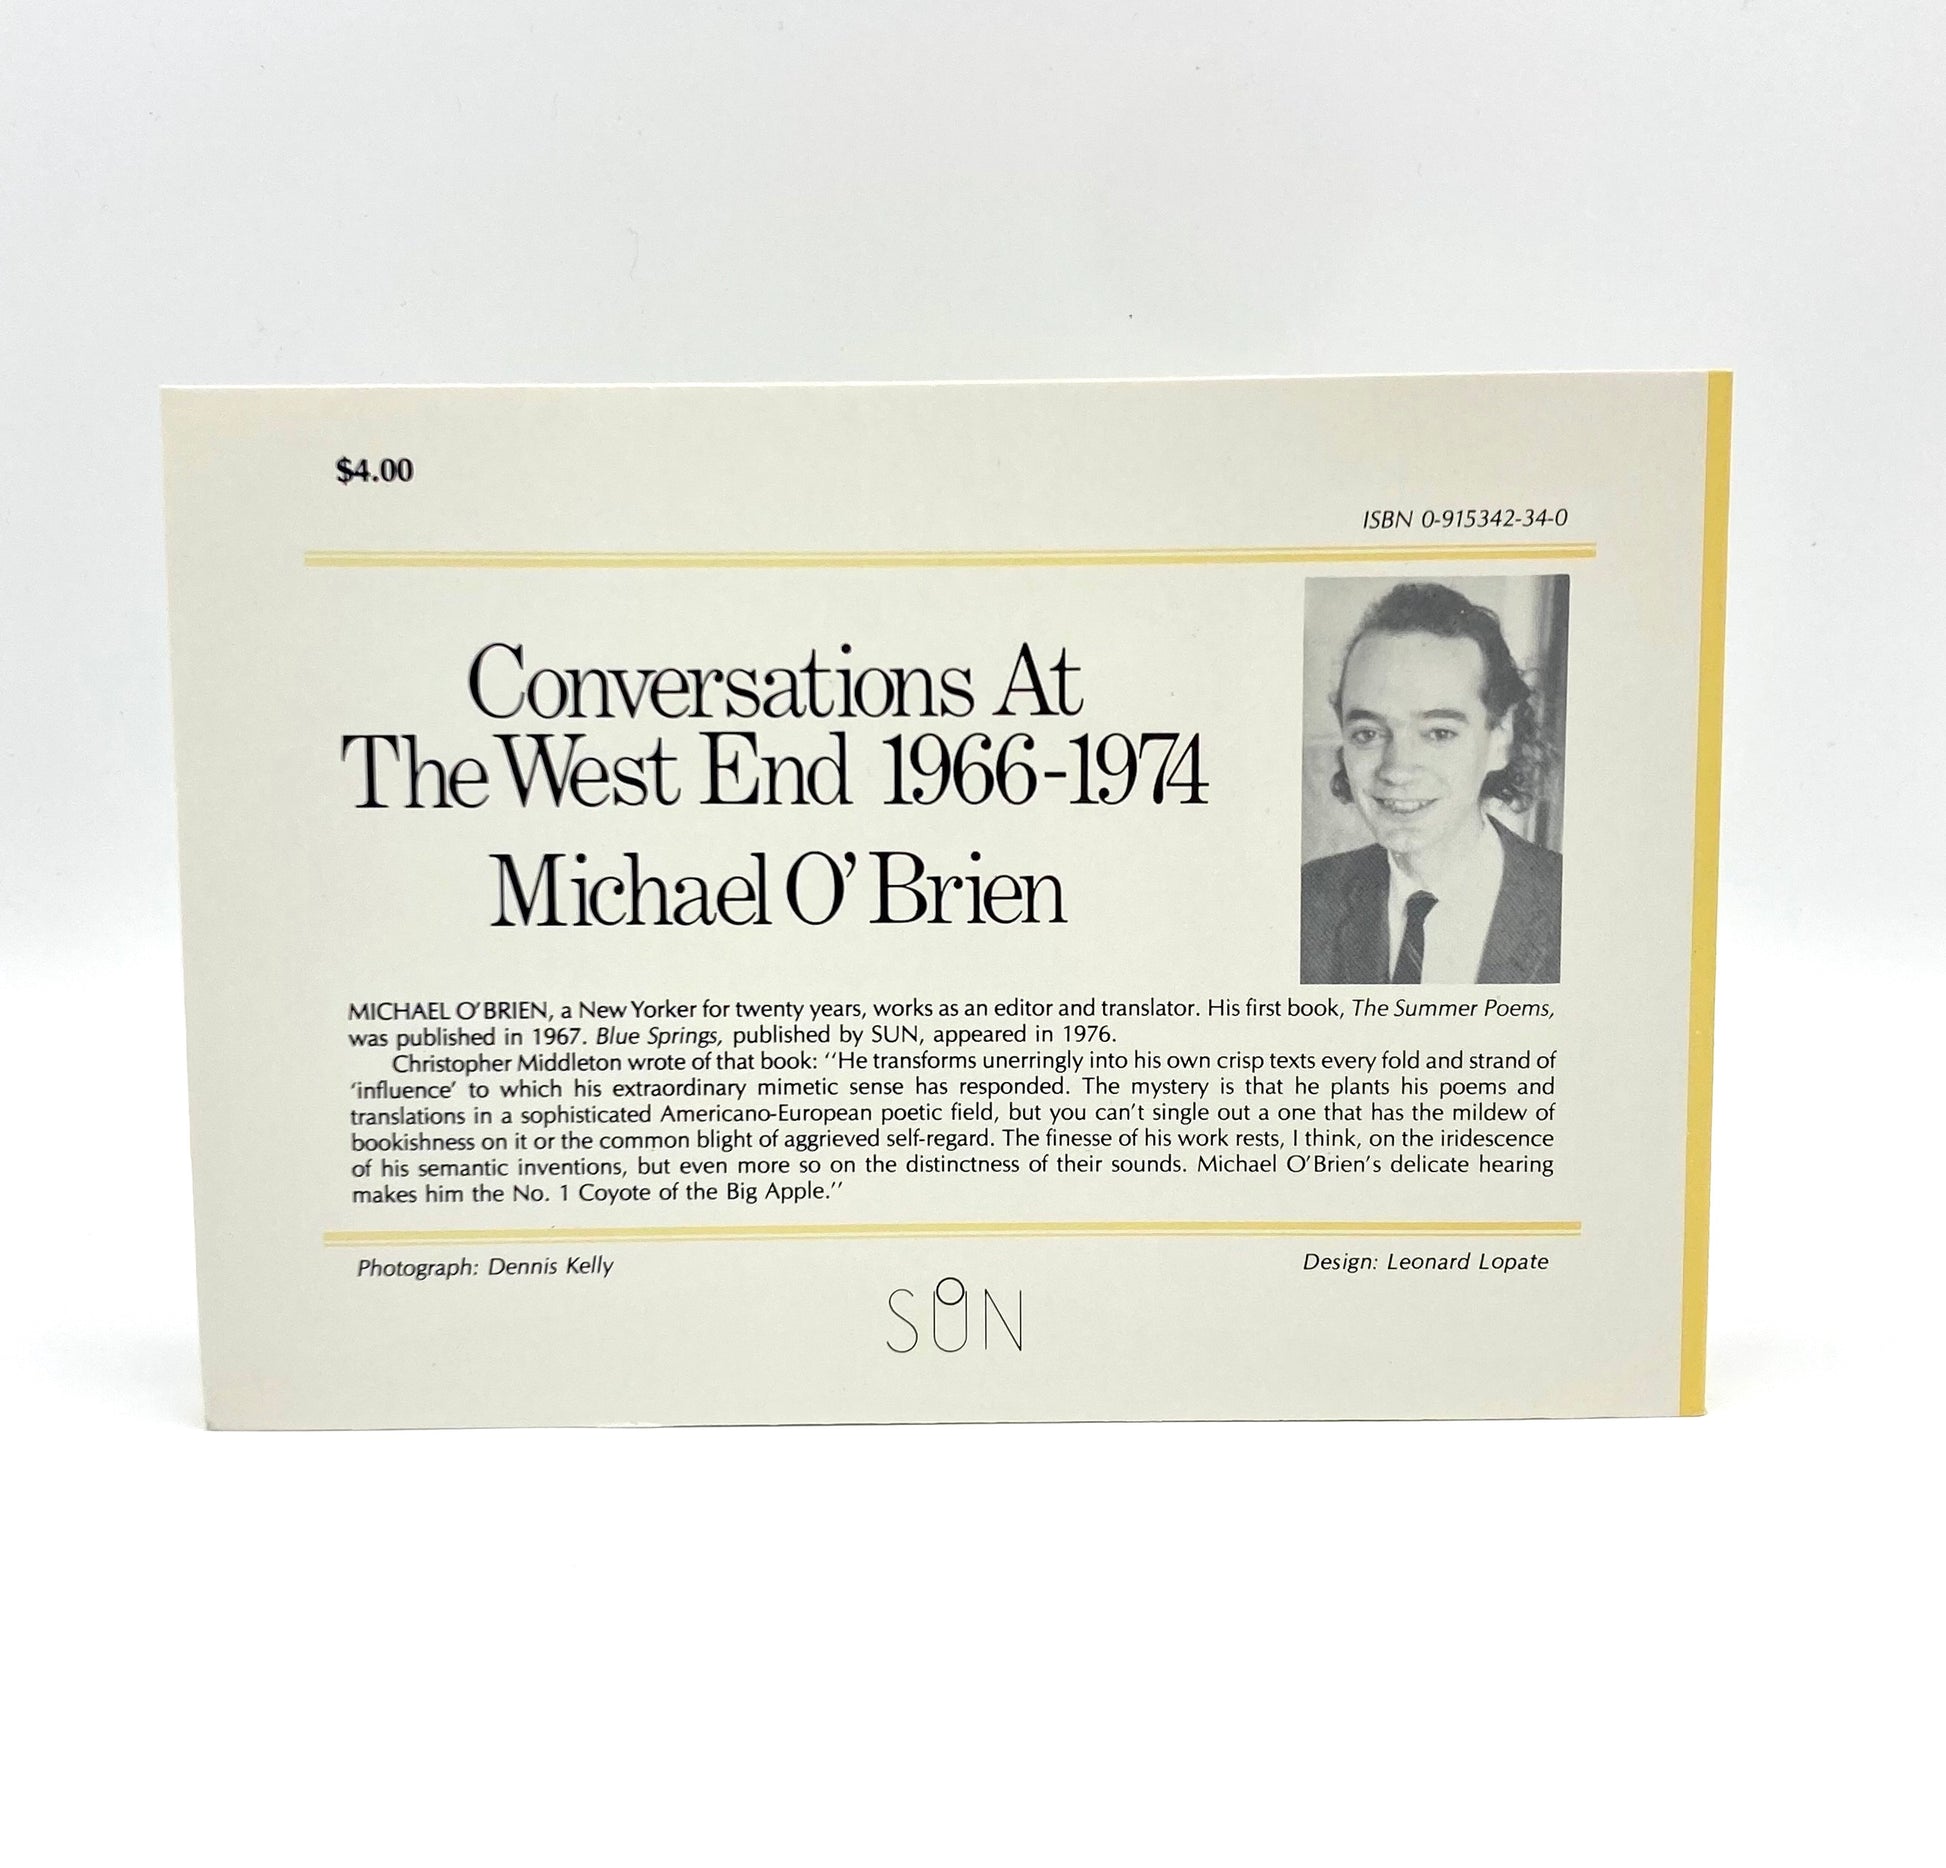 $4.00
ISBN 0-915342-34-0
Conversations At
The West End 1966-1974
Michael O’ Brien
MICHAEL O’BRIEN, a New Yorker for twenty years, works as an editor and translator. His first book, The Summer Poems,
was published in 1967. Blue Springs, published by SUN, appeared in 1976.
Christopher Middleton wrote of that book: ‘‘He transforms unerringly into his own crisp texts every fold and strand of
‘influence’ to which his extraordinary mimetic sense has responded. The mystery is that he plants his poems and
translations in a sophisticated Americano-European poetic field, but you can’t single out a one that has the mildew of
bookishness on it or the common blight of aggrieved self-regard. The finesse of his work rests, I think, on the iridescence
of his semantic inventions, but even more so on the distinctness of their sounds. Michael O’Brien’s delicate hearing
makes him the No. 1 Coyote of the Big Apple.’’
Photograph: Dennis Kelly
Design: Leonard Lopate
SUN